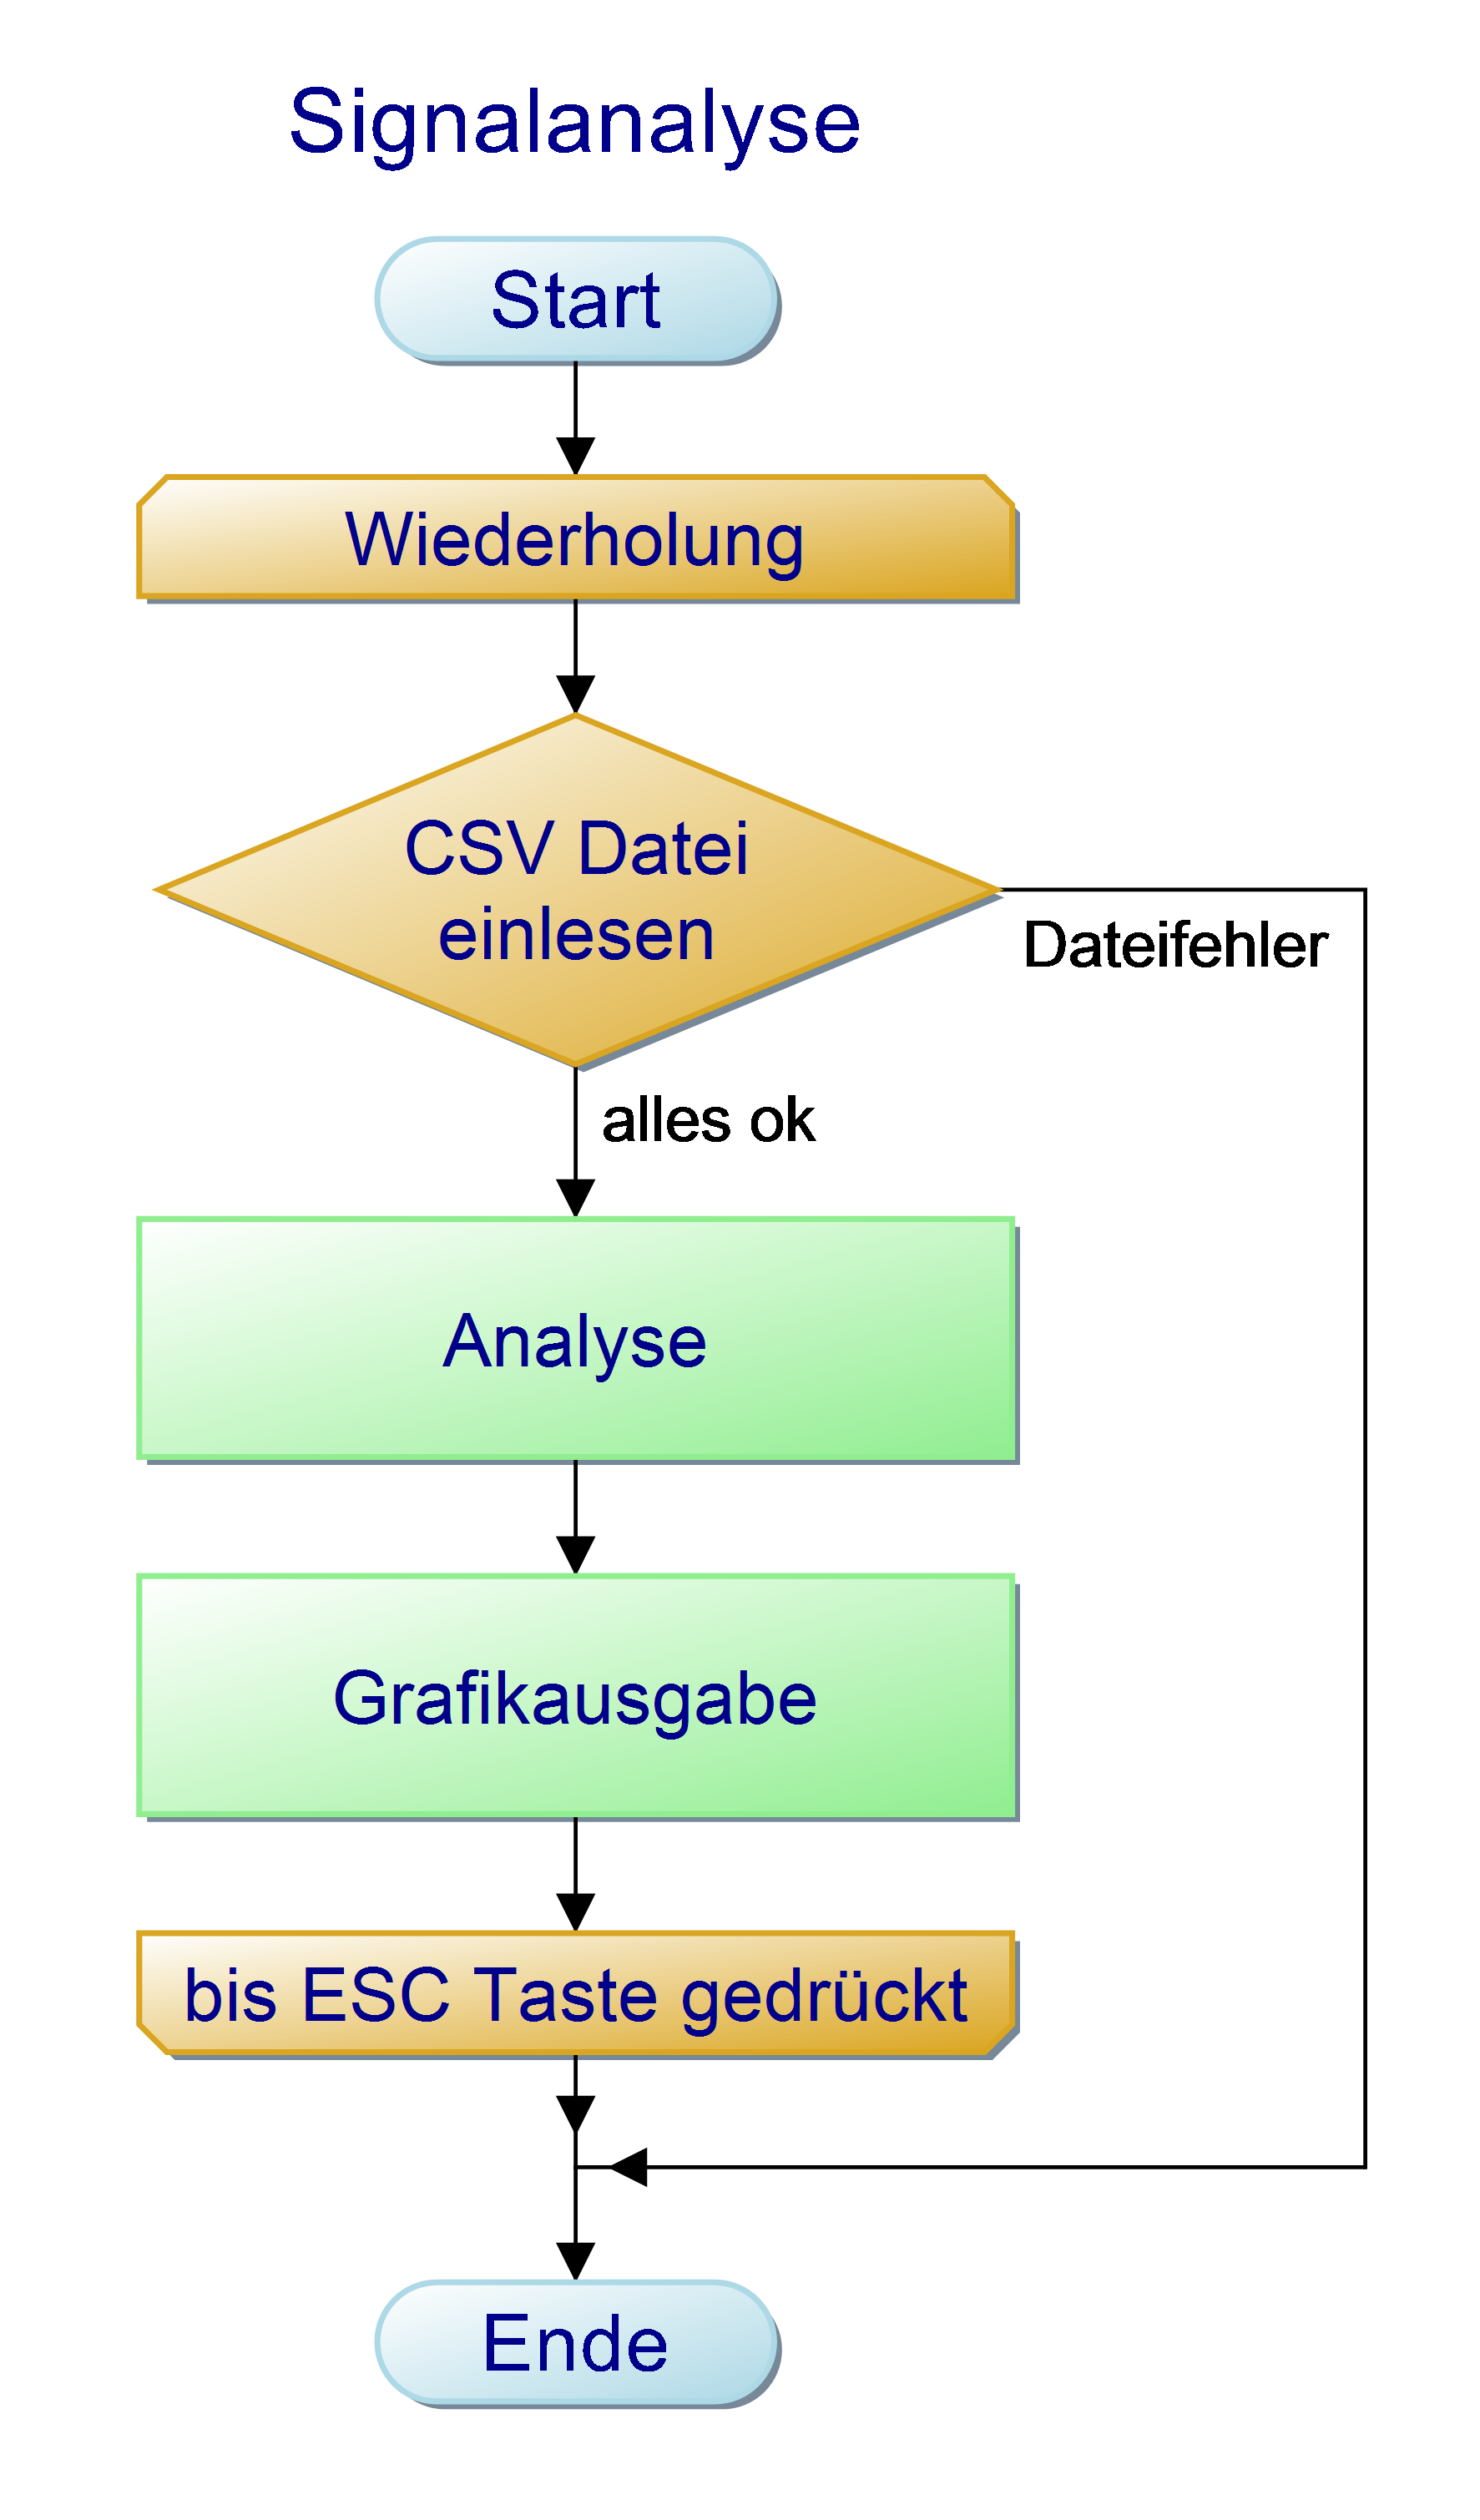 Signalanalyse
Start
Wiederholung
CSV Datei
einlesen
Dateifehler
alles ok
Analyse
Grafikausgabe
bis ESC Taste gedrückt
Ende